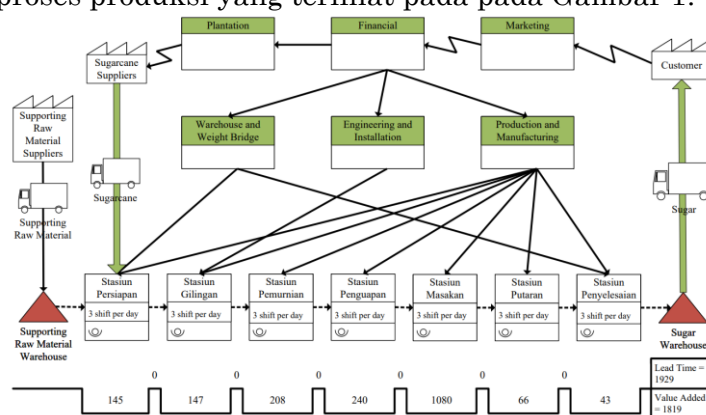 proses produksi yang terlihat pada pada Gambar 1.
Plantation
Financial
Marketing
Sugarcane
Suppliers
Customer
Supporting
Raw
Material
Suppliers
Warehouse and
Weight Bridge
Engineering and
Installation
Production and
Manufacturing
Sugarcane
Sugar
Supporting
Raw Material
Stasiun
Persiapan
3 shift per day
Stasiun
Gilingan
3 shift per day
Stasiun
Pemurnian
3 shift per day
Stasiun
Penguapan
3 shift per day
Stasiun
Masakan
3 shift per day
Stasiun
Putaran
3 shift per day
Stasiun
Penyelesaian
3 shift per day
Supporting
Raw Material
Warehouse
Sugar
Warehouse
0 0 0 0 0 0
145 147 208 240 1080 66 43
Lead Time =
1929
Value Added
= 1819